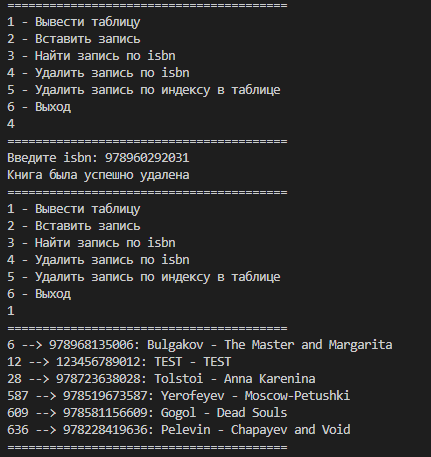 ========================================
1 - Вывести таблицу
2 - Вставить запись
3 - Найти запись по isbn
4 - Удалить запись по isbn
5 - Удалить запись по индексу в таблице
6 - Выход
4
========================================
Введите isbn: 978960292031
Книга была успешно удалена
========================================
1 - Вывести таблицу
2 - Вставить запись
3 - Найти запись по isbn
4 - Удалить запись по isbn
5 - Удалить запись по индексу в таблице
6 - Выход
1
========================================
6 --> 978968135006: Bulgakov - The Master and Margarita
12 --> 123456789012: TEST - TEST
28 --> 978723638028: Tolstoi - Anna Karenina
587 --> 978519673587: Yerofeyev - Moscow-Petushki
609 --> 978581156609: Gogol - Dead Souls
636 --> 978228419636: Pelevin - Chapayev and Void
========================================